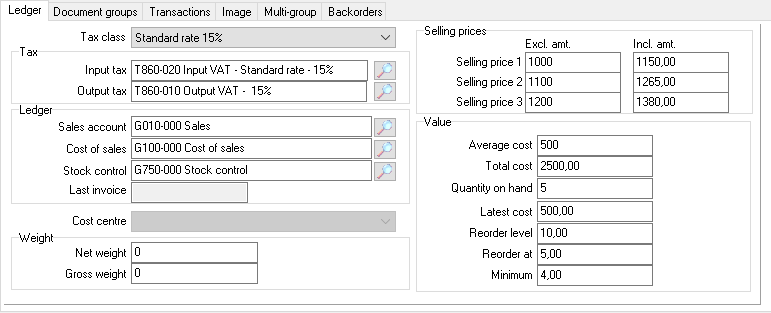 Ledger Document groups Transactions Image Multi-group Backorders
Tax class Standard rate 15%
Tax
Input tax T860-020 Input VAT - Standard rate - 15%
Output tax T860-010 Output VAT - 15%
Ledger
Sales account G010-000 Sales
Cost of sales G100-000 Cost of sales
Stock control G750-000 Stock control
Last invoice
Cost centre
Weight
Net weight 0
Gross weight 0
Selling prices
Excl. amt. Incl. amt.
Selling price 1 1000 1150,00
Selling price 2 1100 1265,00
Selling price 3 1200 1380,00
Value
Average cost 500
Total cost 2500,00
Quantity on hand 5
Latest cost 500,00
Reorder level 10,00
Reorder at 5,00
Minimum 4,00